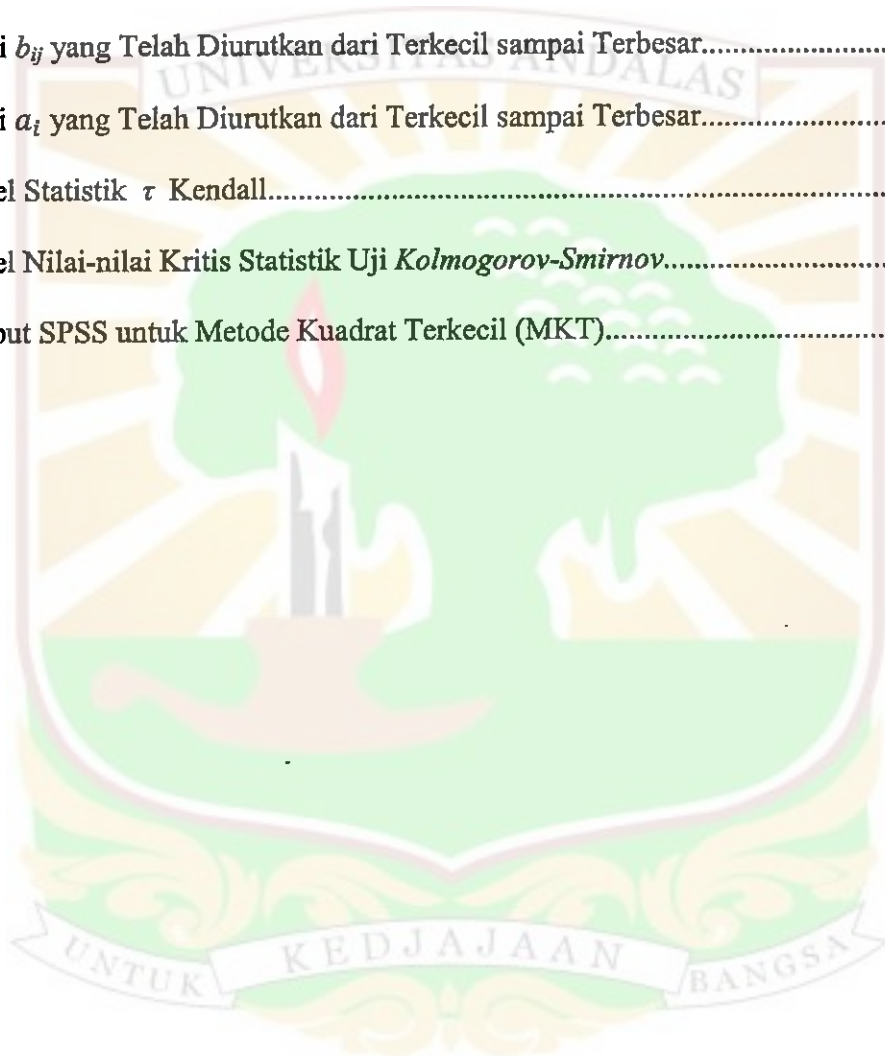 i b_ij yang Telah Diurutkan dari Terkecil sampai Terbesar......................
i a_i yang Telah Diurutkan dari Terkecil sampai Terbesar.........................
el Statistik τ Kendall...................................................................................
el Nilai-nilai Kritis Statistik Uji Kolmogorov-Smirnov..............................
out SPSS untuk Metode Kuadrat Terkecil (MKT)......................................
UNIVERSITAS ANDALAS
UNTUK KEDJAJAAN BANGSA